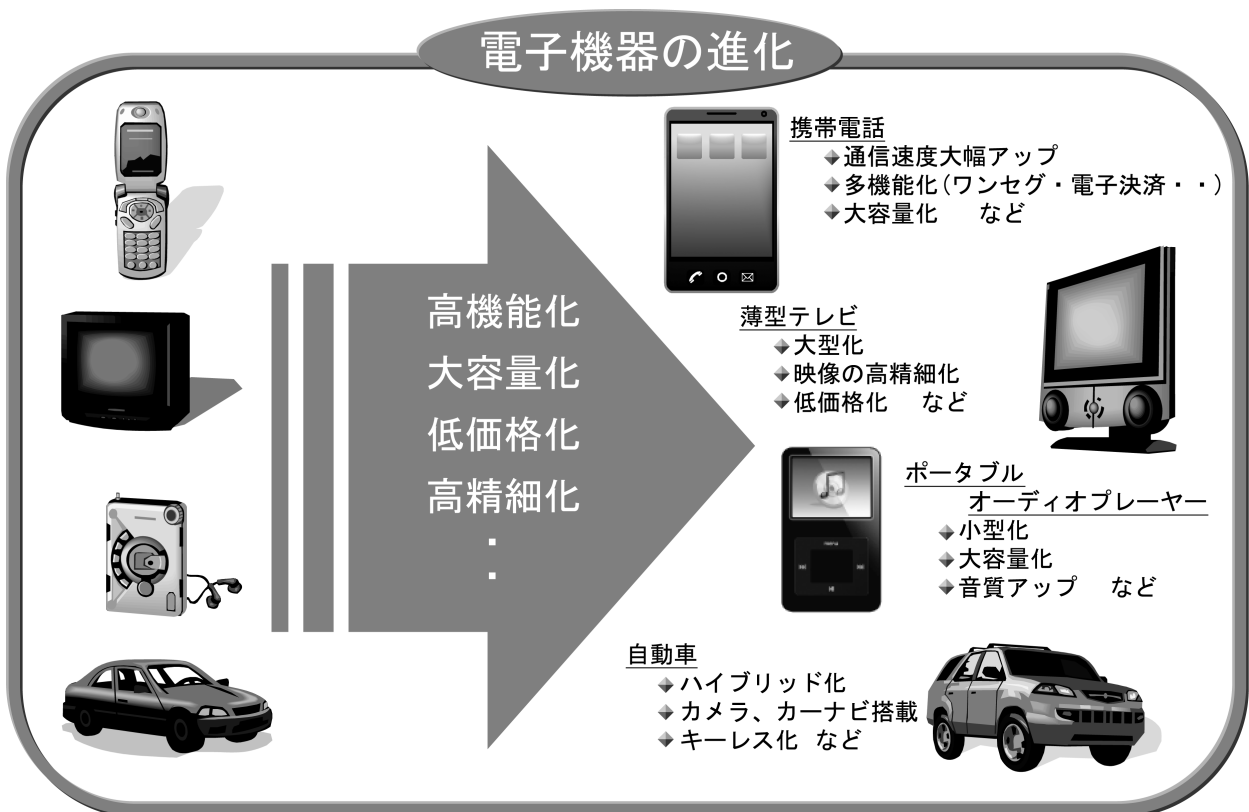 電子機器の進化
携帯電話
通信速度大幅アップ
多機能化(ワンセグ・電子決済・・)
大容量化 など
高機能化
大容量化
低価格化
高精細化
・
・
薄型テレビ
大型化
映像の高精細化
低価格化 など
ポータブル
オーディオプレーヤー
小型化
大容量化
音質アップ など
menu
自動車
ハイブリッド化
カメラ、カーナビ搭載
キーレス化 など